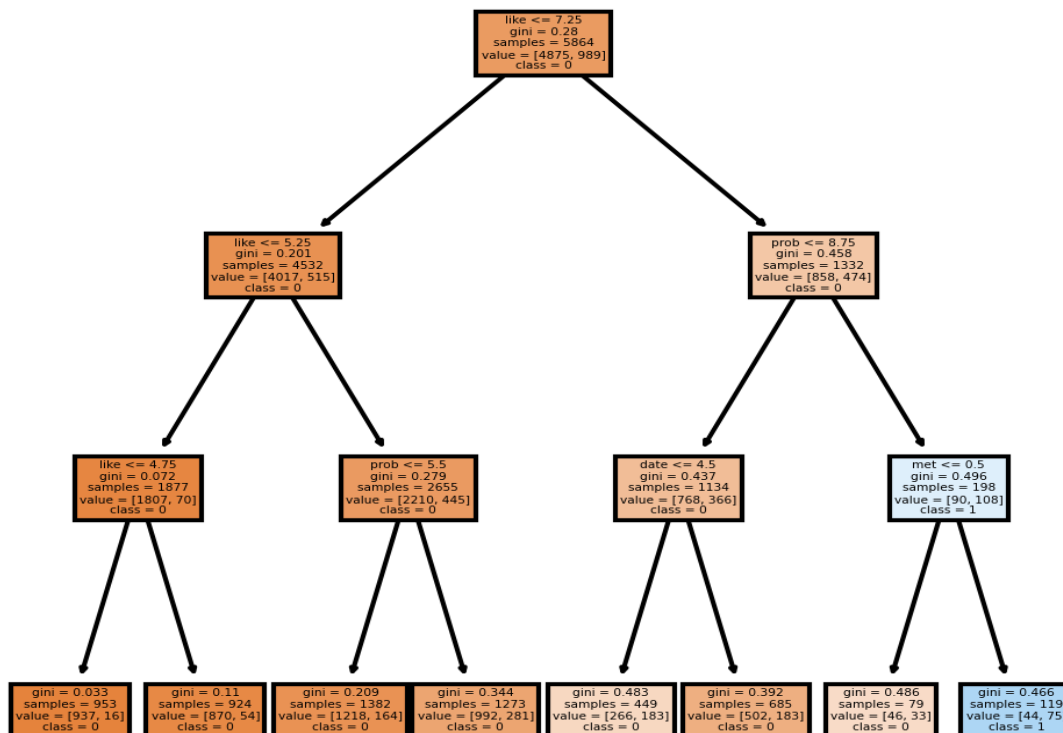 like <= 7.25
gini = 0.28
samples = 5864
value = [4875, 989]
class = 0
like <= 5.25
gini = 0.201
samples = 4532
value = [4017, 515]
class = 0
prob <= 8.75
gini = 0.458
samples = 1332
value = [858, 474]
class = 0
like <= 4.75
gini = 0.072
samples = 1877
value = [1807, 70]
class = 0
prob <= 5.5
gini = 0.279
samples = 2655
value = [2210, 445]
class = 0
date <= 4.5
gini = 0.437
samples = 1134
value = [768, 366]
class = 0
met <= 0.5
gini = 0.496
samples = 198
value = [90, 108]
class = 1
gini = 0.033
samples = 953
value = [937, 16]
class = 0
gini = 0.11
samples = 924
value = [870, 54]
class = 0
gini = 0.209
samples = 1382
value = [1218, 164]
class = 0
gini = 0.344
samples = 1273
value = [992, 281]
class = 0
gini = 0.483
samples = 449
value = [266, 183]
class = 0
gini = 0.392
samples = 685
value = [502, 183]
class = 0
gini = 0.486
samples = 79
value = [46, 33]
class = 0
gini = 0.466
samples = 119
value = [44, 75]
class = 1